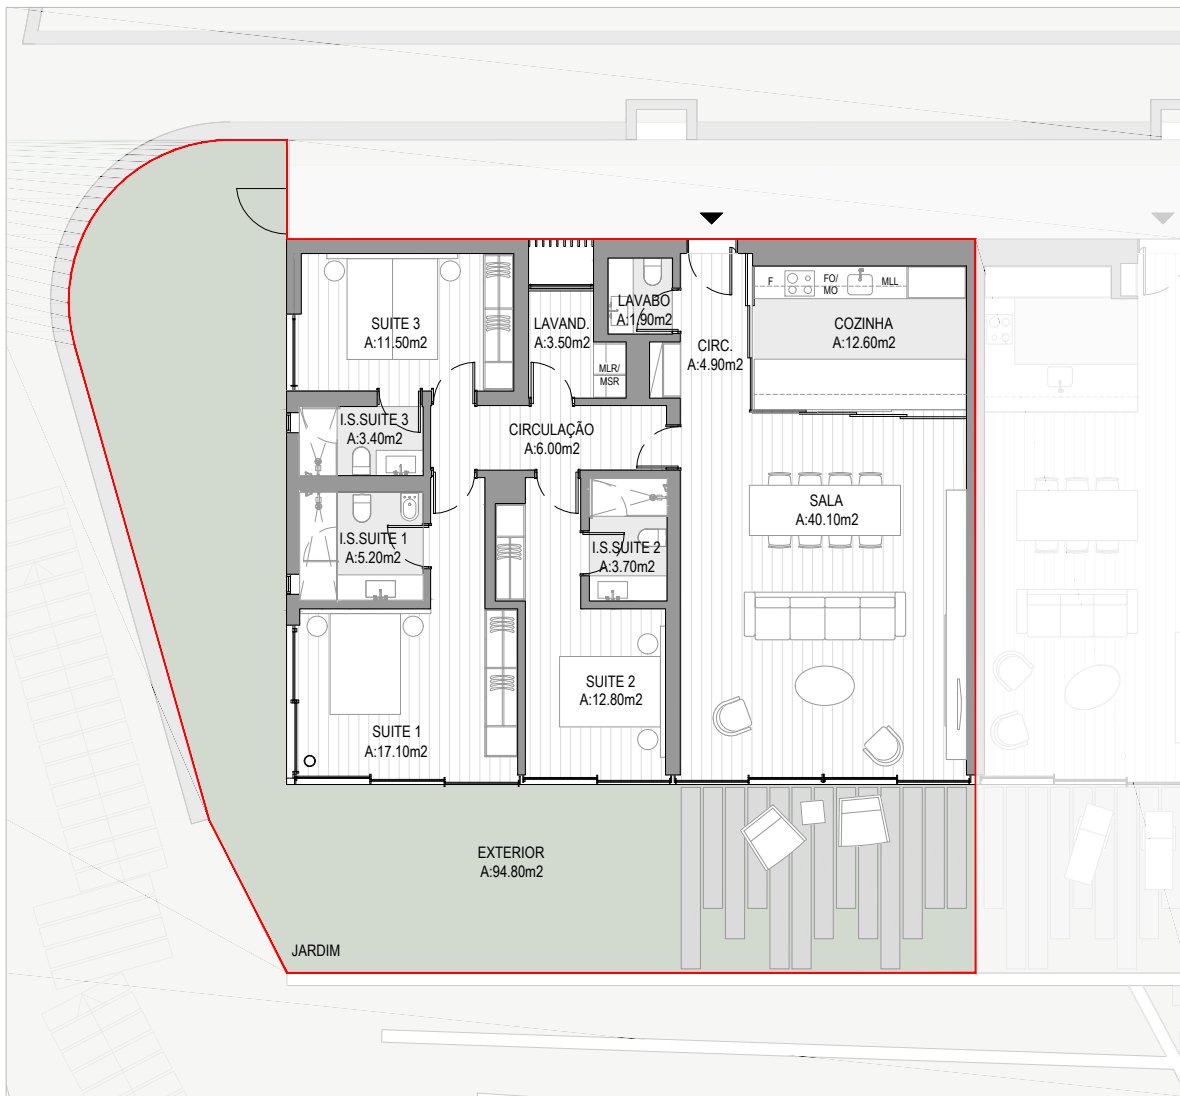 SUITE 3
A:11.50m2
LAVAND.
A:3.50m2
MLR/
MSR
LAVABO
A:1.90m2
CIRC.
A:4.90m2
F
FO/
MO
MLL
COZINHA
A:12.60m2
I.S.SUITE 3
A:3.40m2
CIRCULAÇÃO
A:6.00m2
I.S.SUITE 1
A:5.20m2
I.S.SUITE 2
A:3.70m2
SALA
A:40.10m2
SUITE 1
A:17.10m2
SUITE 2
A:12.80m2
EXTERIOR
A:94.80m2
JARDIM